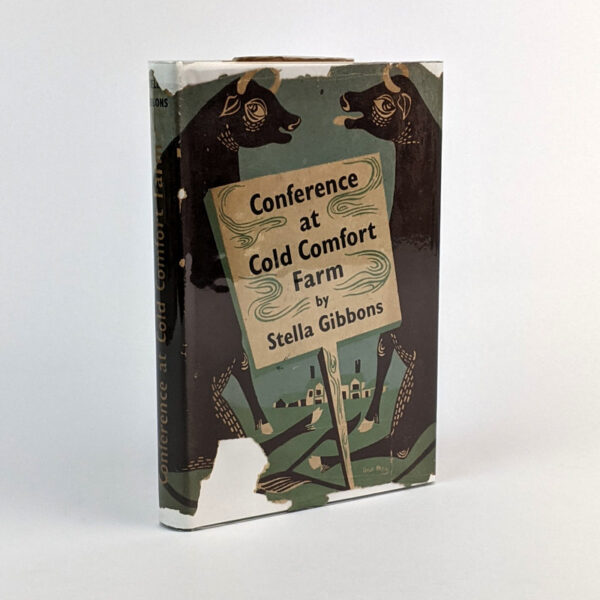 Conference
at
Cold Comfort
Farm
by
Stella Gibbons
Conference at Cold Comfort Farm